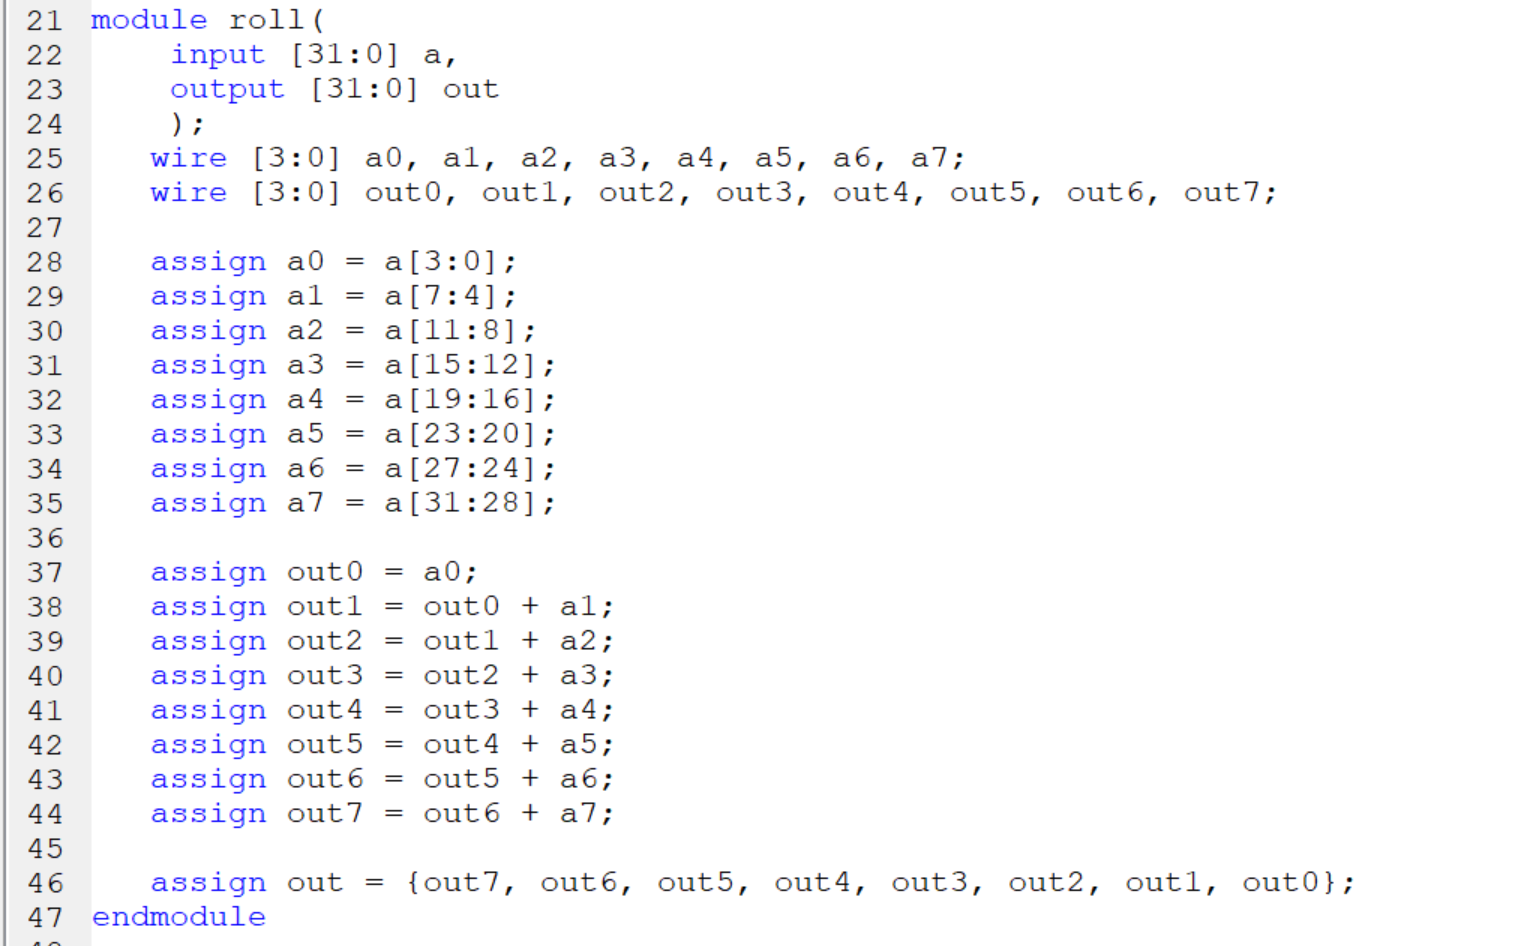 21 module roll(
22     input [31:0] a,
23     output [31:0] out
24     );
25    wire [3:0] a0, a1, a2, a3, a4, a5, a6, a7;
26    wire [3:0] out0, out1, out2, out3, out4, out5, out6, out7;
27
28    assign a0 = a[3:0];
29    assign a1 = a[7:4];
30    assign a2 = a[11:8];
31    assign a3 = a[15:12];
32    assign a4 = a[19:16];
33    assign a5 = a[23:20];
34    assign a6 = a[27:24];
35    assign a7 = a[31:28];
36
37    assign out0 = a0;
38    assign out1 = out0 + a1;
39    assign out2 = out1 + a2;
40    assign out3 = out2 + a3;
41    assign out4 = out3 + a4;
42    assign out5 = out4 + a5;
43    assign out6 = out5 + a6;
44    assign out7 = out6 + a7;
45
46    assign out = {out7, out6, out5, out4, out3, out2, out1, out0};
47 endmodule